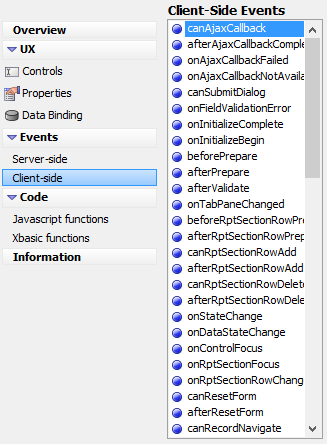 Overview
UX
Controls
Properties
Data Binding
Events
Server-side
Client-side
Code
Javascript functions
Xbasic functions
Information
Client-Side Events
canAjaxCallback
afterAjaxCallbackComple
onAjaxCallbackFailed
onAjaxCallbackNotAvaila
canSubmitDialog
onFieldValidationError
onInitializeComplete
onInitializeBegin
beforePrepare
afterPrepare
afterValidate
onTabPaneChanged
beforeRptSectionRowPre
afterRptSectionRowPrep
canRptSectionRowAdd
afterRptSectionRowAdd
canRptSectionRowDelete
afterRptSectionRowDele
onStateChange
onDataStateChange
onControlFocus
onRptSectionFocus
onRptSectionRowChang
canResetForm
afterResetForm
canRecordNavigate